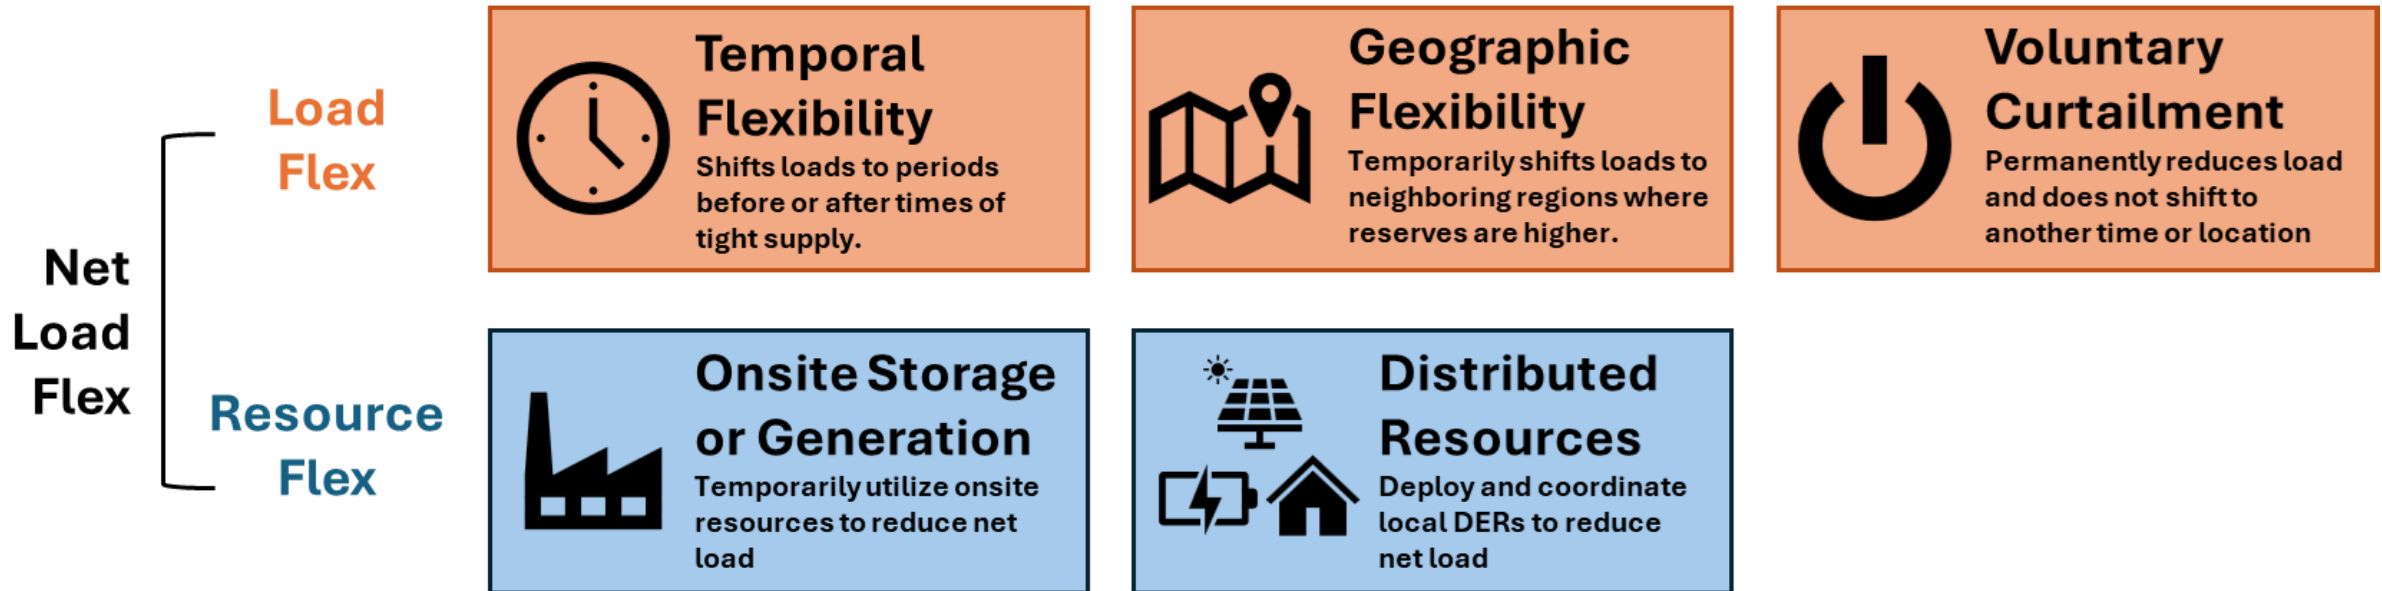 Net
Load
Flex
Load
Flex
Temporal
Flexibility
Shifts loads to periods
before or after times of
tight supply.
Geographic
Flexibility
Temporarily shifts loads to
neighboring regions where
reserves are higher.
Voluntary
Curtailment
Permanently reduces load
and does not shift to
another time or location
Resource
Flex
Onsite Storage
or Generation
Temporarily utilize onsite
resources to reduce net
load
Distributed
Resources
Deploy and coordinate
local DERs to reduce
net load